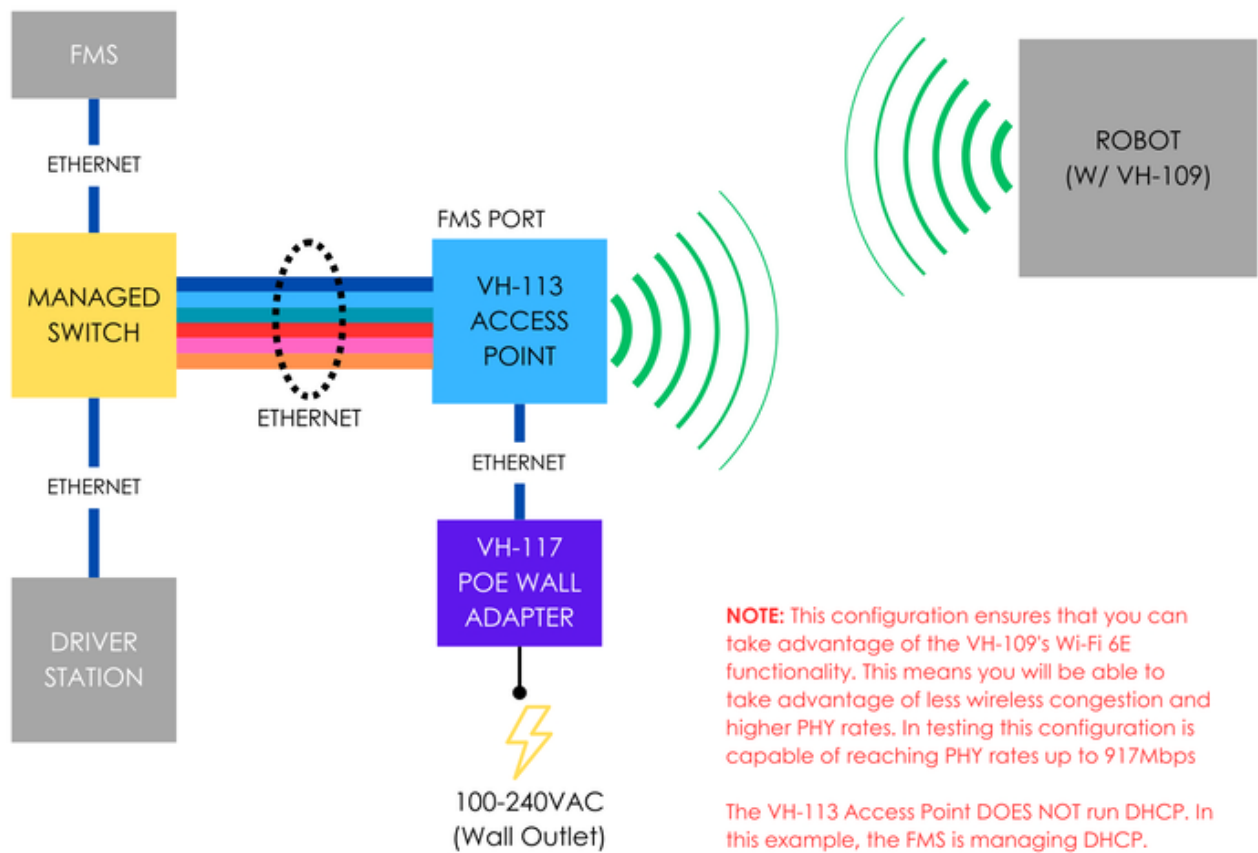 FMS
ETHERNET
MANAGED
SWITCH
ETHERNET
DRIVER
STATION
ETHERNET
FMS PORT
VH-113
ACCESS
POINT
ETHERNET
VH-117
POE WALL
ADAPTER
100-240VAC
(Wall Outlet)
ROBOT
(W/ VH-109)
NOTE: This configuration ensures that you can
take advantage of the VH-109's Wi-Fi 6E
functionality. This means you will be able to
take advantage of less wireless congestion and
higher PHY rates. In testing this configuration is
capable of reaching PHY rates up to 917Mbps
The VH-113 Access Point DOES NOT run DHCP. In
this example, the FMS is managing DHCP.